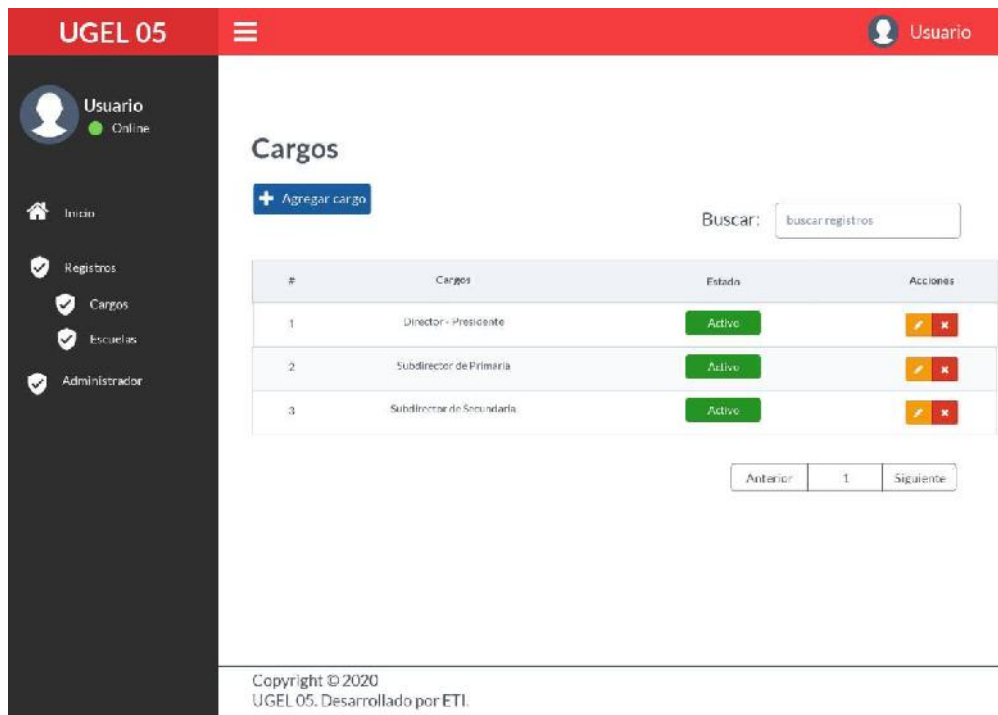 UGEL 05
Usuario
Usuario
Online
Inicio
Registros
Cargos
Escuelas
Administrador
Cargos
Agregar cargo
Buscar: buscar registros
# Cargos Estado Acciones
1 Director - Presidente Activo
2 Subdirector de Primaria Activo
3 Subdirector de Secundaria Activo
Anterior 1 Siguiente
Copyright © 2020
UGEL 05. Desarrollado por ETI.